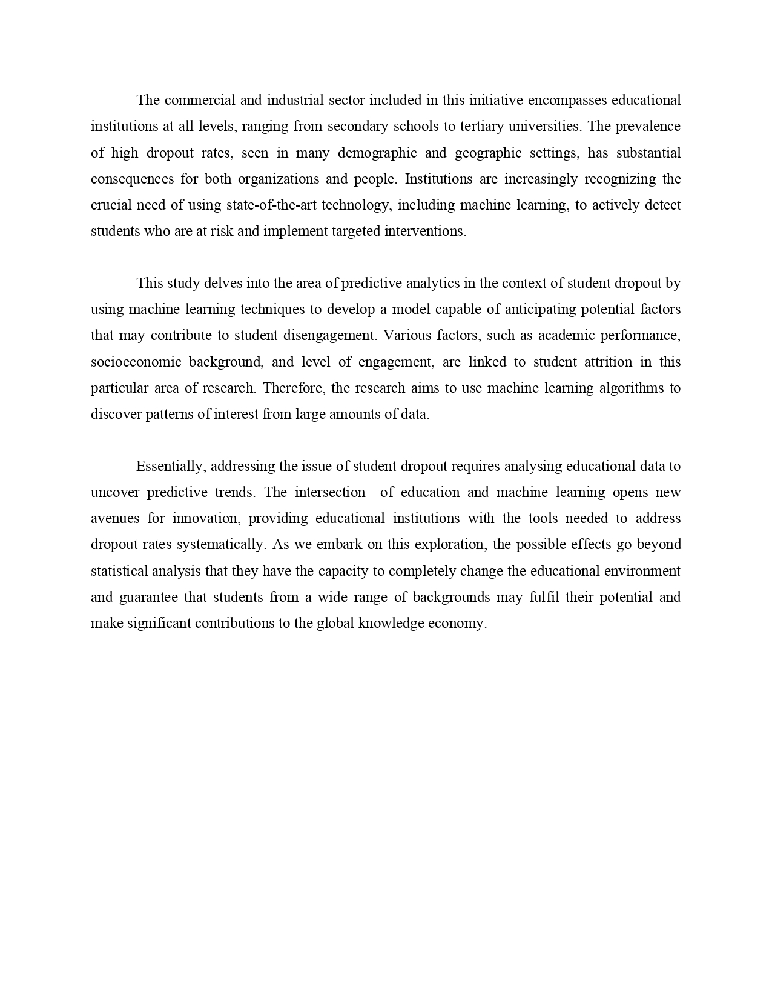 The commercial and industrial sector included in this initiative encompasses educational
institutions at all levels, ranging from secondary schools to tertiary universities. The prevalence
of high dropout rates, seen in many demographic and geographic settings, has substantial
consequences for both organizations and people. Institutions are increasingly recognizing the
crucial need of using state-of-the-art technology, including machine learning, to actively detect
students who are at risk and implement targeted interventions.
This study delves into the area of predictive analytics in the context of student dropout by
using machine learning techniques to develop a model capable of anticipating potential factors
that may contribute to student disengagement. Various factors, such as academic performance,
socioeconomic background, and level of engagement, are linked to student attrition in this
particular area of research. Therefore, the research aims to use machine learning algorithms to
discover patterns of interest from large amounts of data.
Essentially, addressing the issue of student dropout requires analysing educational data to
uncover predictive trends. The intersection  of education and machine learning opens new
avenues for innovation, providing educational institutions with the tools needed to address
dropout rates systematically. As we embark on this exploration, the possible effects go beyond
statistical analysis that they have the capacity to completely change the educational environment
and guarantee that students from a wide range of backgrounds may fulfil their potential and
make significant contributions to the global knowledge economy.